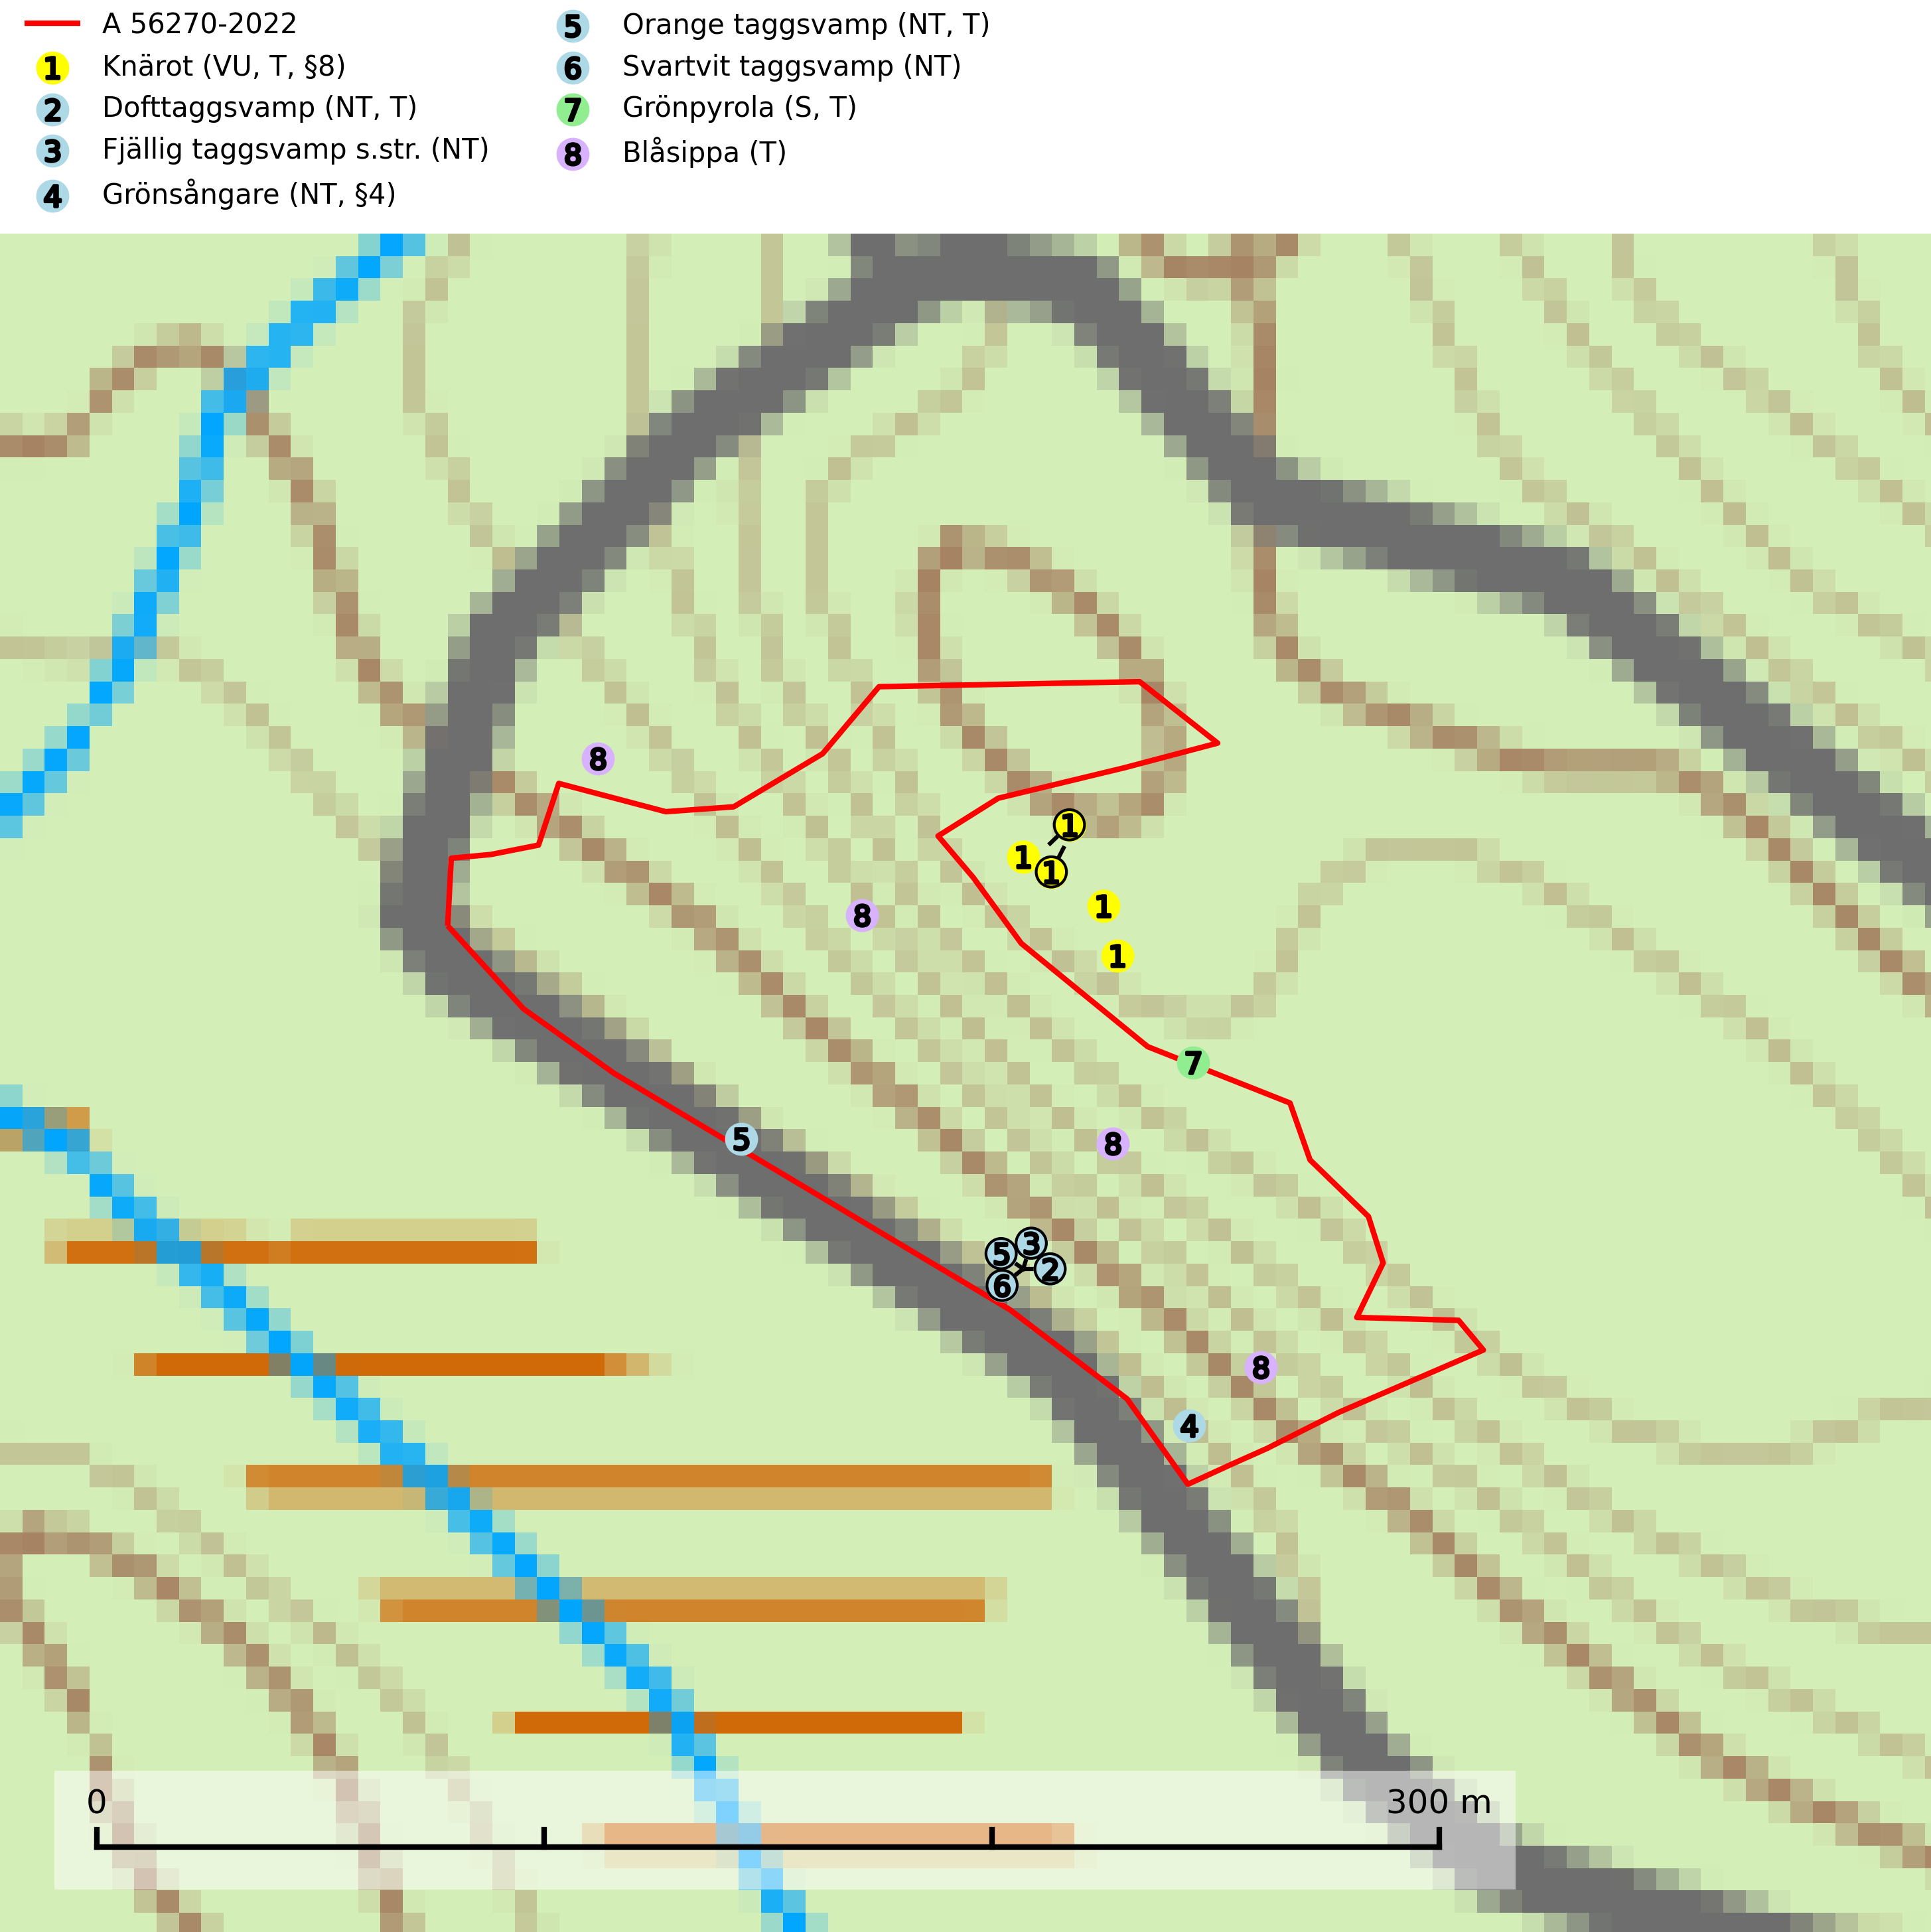 A 56270-2022
1 Knärot (VU, T, §8)
2 Dofttaggsvamp (NT, T)
3 Fjällig taggsvamp s.str. (NT)
4 Grönsångare (NT, §4)
5 Orange taggsvamp (NT, T)
6 Svartvit taggsvamp (NT)
7 Grönpyrola (S, T)
8 Blåsippa (T)
8
1
1
1
8
1
1
7
5
8
3
5
2
6
8
4
0 300 m